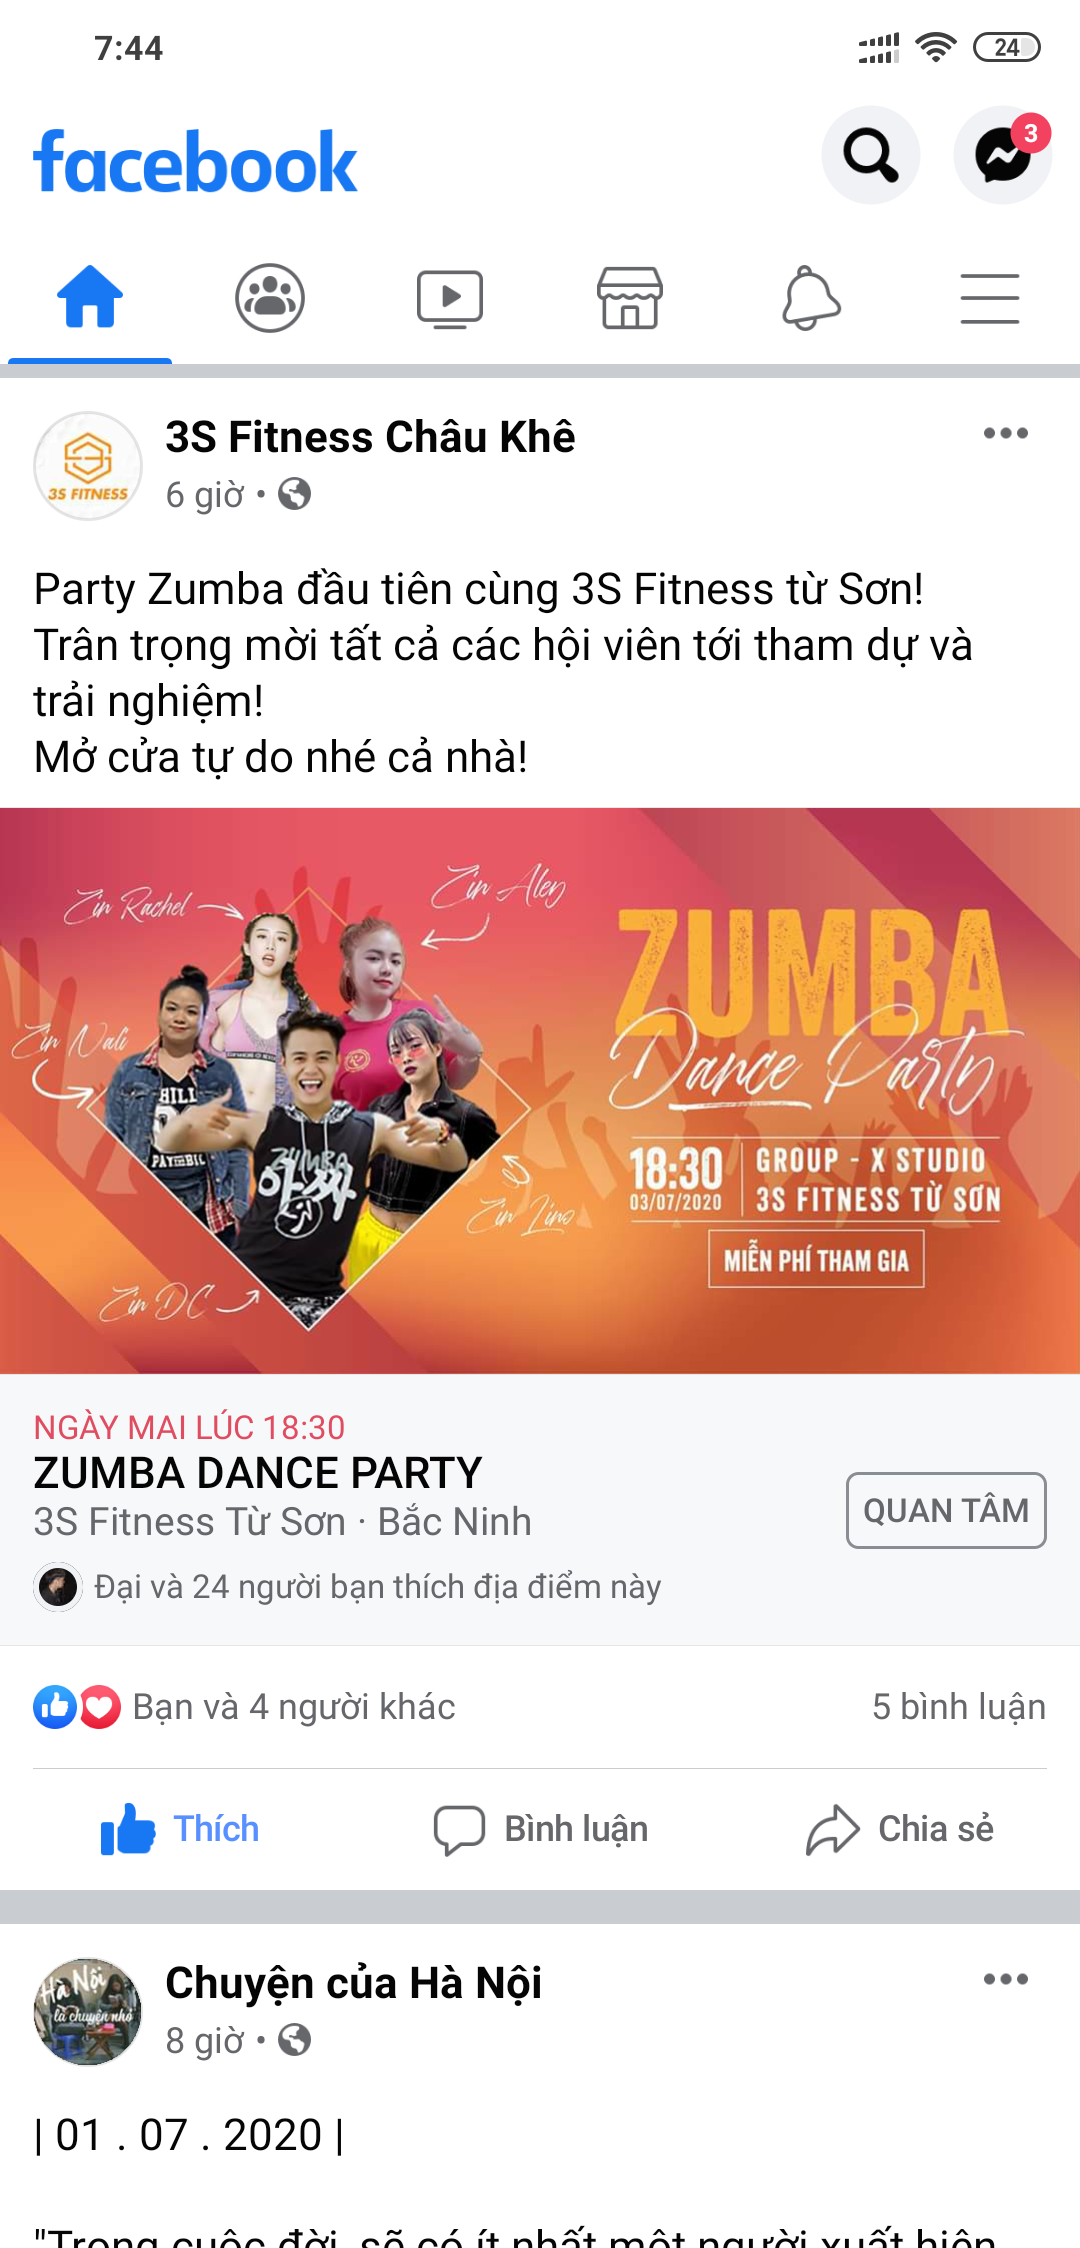 7:44
24
facebook
3
3S FITNESS
3S Fitness Châu Khê
6 giờ
Party Zumba đầu tiên cùng 3S Fitness từ Sơn!
Trân trọng mời tất cả các hội viên tới tham dự và
trải nghiệm!
Mở cửa tự do nhé cả nhà!
Zin Rachel
Zin Aley
Zin Nali
BILL
PAYTHEBILL
ZUMBA
Zin Lino
Zin DC
ZUMBA
Dance Party
18:30
03/07/2020
GROUP - X STUDIO
3S FITNESS TỪ SƠN
MIỄN PHÍ THAM GIA
NGÀY MAI LÚC 18:30
ZUMBA DANCE PARTY
3S Fitness Từ Sơn · Bắc Ninh
QUAN TÂM
Đại và 24 người bạn thích địa điểm này
Bạn và 4 người khác
5 bình luận
Thích
Bình luận
Chia sẻ
Hà Nội
là chuyện nhỏ
Chuyện của Hà Nội
8 giờ
| 01 . 07 . 2020 |
"Trong cuộc đời, sẽ có ít nhất một người xuất hiện